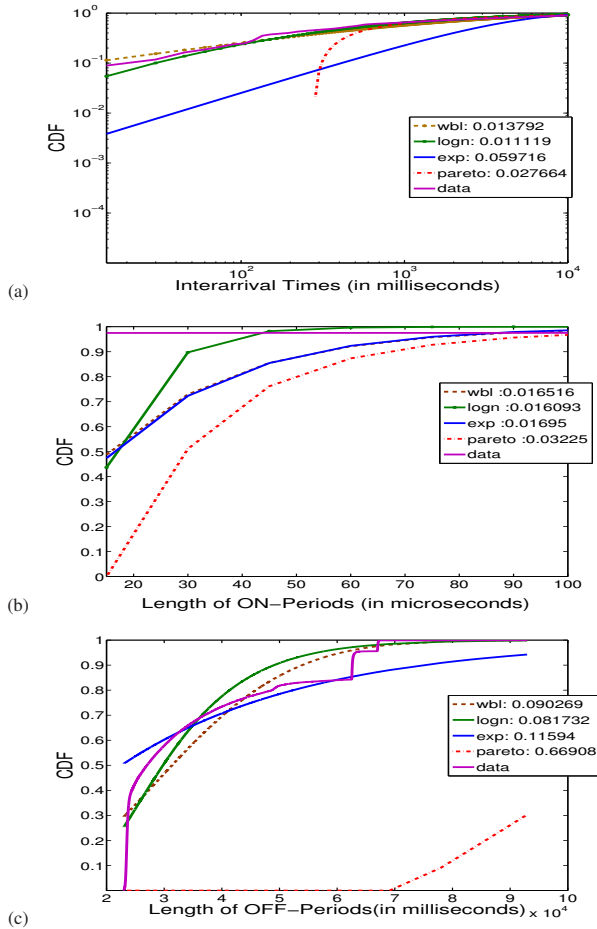 10^0
10^-1
10^-2
10^-3
10^-4
CDF
wbl: 0.013792
logn: 0.011119
exp: 0.059716
pareto: 0.027664
data
10^2
10^3
10^4
Interarrival Times (in milliseconds)
(a)
1
0.9
0.8
0.7
0.6
0.5
0.4
0.3
0.2
0.1
0
CDF
wbl :0.016516
logn :0.016093
exp :0.01695
pareto :0.03225
data
20 30 40 50 60 70 80 90 100
Length of ON−Periods (in microseconds)
(b)
1
0.9
0.8
0.7
0.6
0.5
0.4
0.3
0.2
0.1
CDF
wbl: 0.090269
logn: 0.081732
exp: 0.11594
pareto: 0.66908
data
2 3 4 5 6 7 8 9 10
Length of OFF−Periods(in milliseconds) x 10^4
(c)